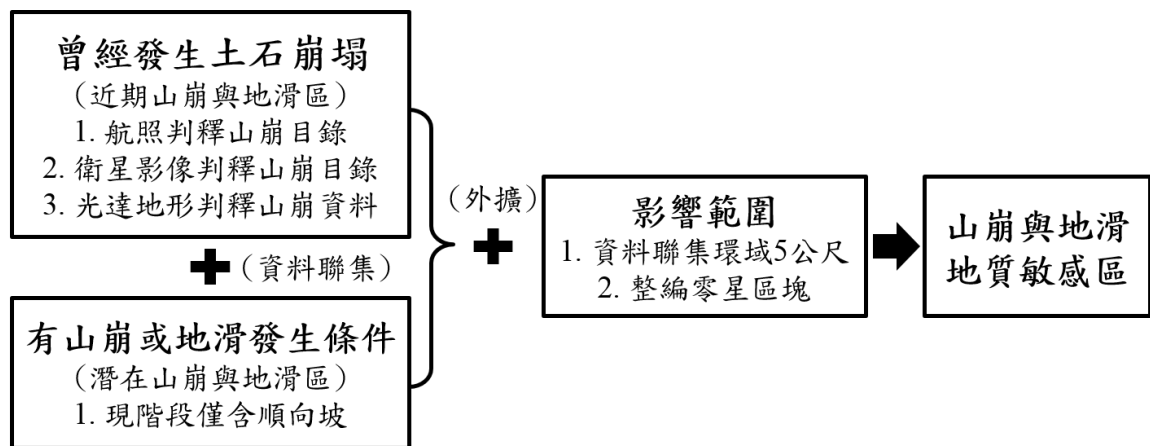 曾經發生土石崩塌
（近期山崩與地滑區）
1. 航照判釋山崩目錄
2. 衛星影像判釋山崩目錄
3. 光達地形判釋山崩資料
（資料聯集）
有山崩或地滑發生條件
（潛在山崩與地滑區）
1. 現階段僅含順向坡
（外擴）
影響範圍
1. 資料聯集環域5公尺
2. 整編零星區塊
山崩與地滑
地質敏感區